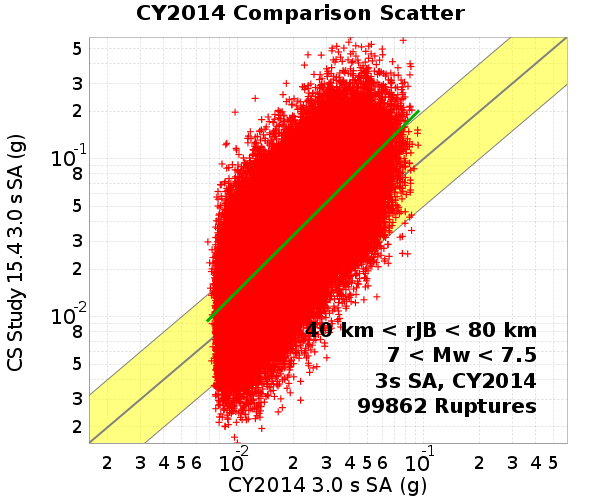 CY2014 Comparison Scatter
CS Study 15.4 3.0 s SA (g)
5
3
2
10-1
8
5
3
2
10-2
8
5
3
2
40 km < rJB < 80 km
7 < Mw < 7.5
3s SA, CY2014
99862 Ruptures
2 3 4 5 6 10-2 2 3 4 5 6 10-1 2 3 4 5
CY2014 3.0 s SA (g)